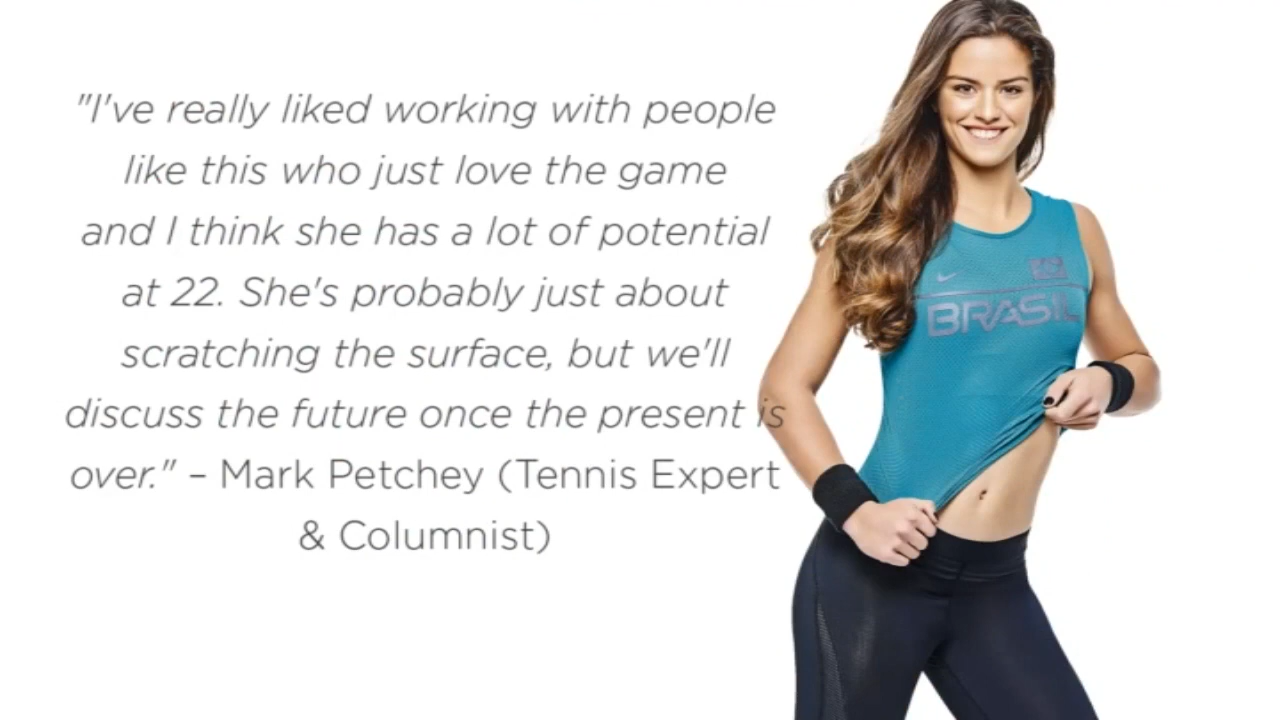 "I've really liked working with people
like this who just love the game
and I think she has a lot of potential
at 22. She's probably just about
scratching the surface, but we'll
discuss the future once the present is
over." – Mark Petchey (Tennis Expert
& Columnist)
BRASIL